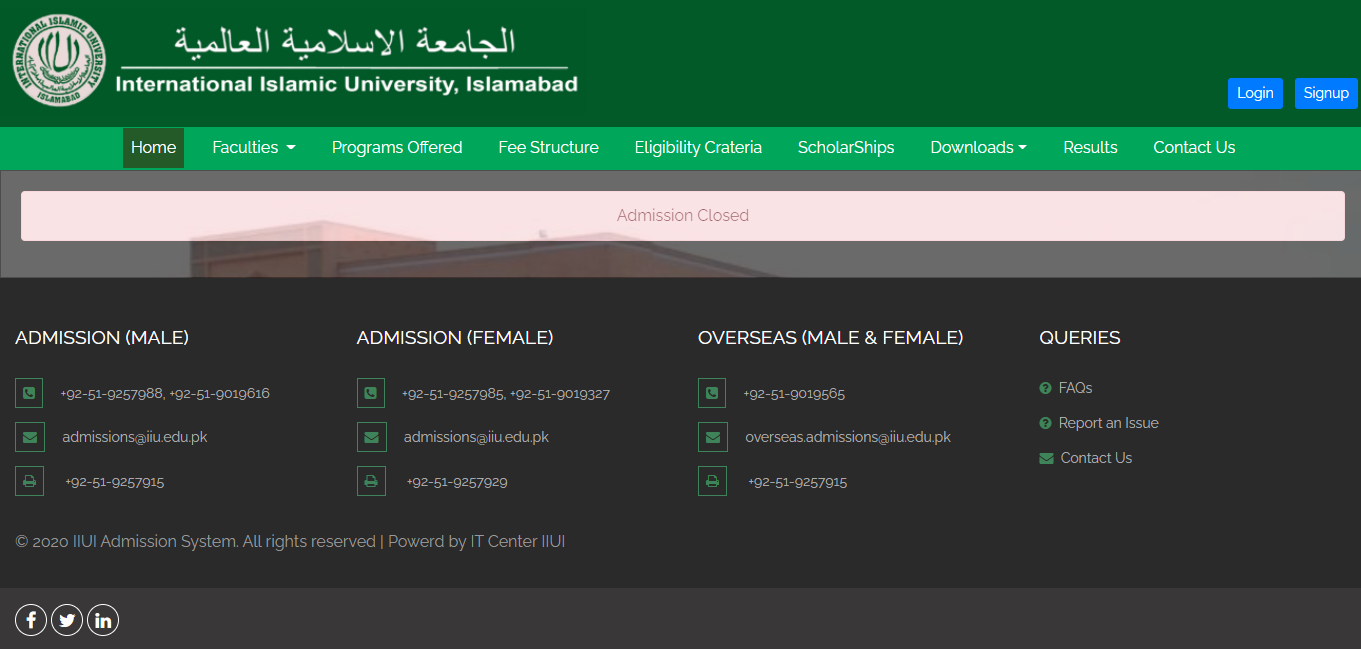 الجامعة الاسلامية العالمية
International Islamic University, Islamabad
INTERNATIONAL ISLAMIC UNIVERSITY
ISLAMABAD
Login Signup
Home Faculties Programs Offered Fee Structure Eligibility Crateria ScholarShips Downloads Results Contact Us
Admission Closed
ADMISSION (MALE)
+92-51-9257988, +92-51-9019616
admissions@iiu.edu.pk
+92-51-9257915
ADMISSION (FEMALE)
+92-51-9257985, +92-51-9019327
admissions@iiu.edu.pk
+92-51-9257929
OVERSEAS (MALE & FEMALE)
+92-51-9019565
overseas.admissions@iiu.edu.pk
+92-51-9257915
QUERIES
FAQs
Report an Issue
Contact Us
© 2020 IIUI Admission System. All rights reserved | Powerd by IT Center IIUI